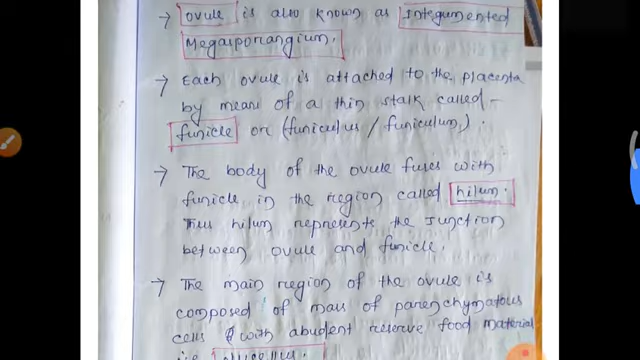 → Ovule is also known as Integumented
Megasporangium.
→ Each ovule is attached to the placenta
by means of a thin stalk called -
funicle or (funiculus / funiculum).
→ The body of the ovule fuses with
funicle in the region called hilum.
Thus hilum represents the junction
between ovule and funicle.
→ The main region of the ovule is
composed of mass of parenchymatous
cells with abudent reserve food material
i.e. Nucellus.